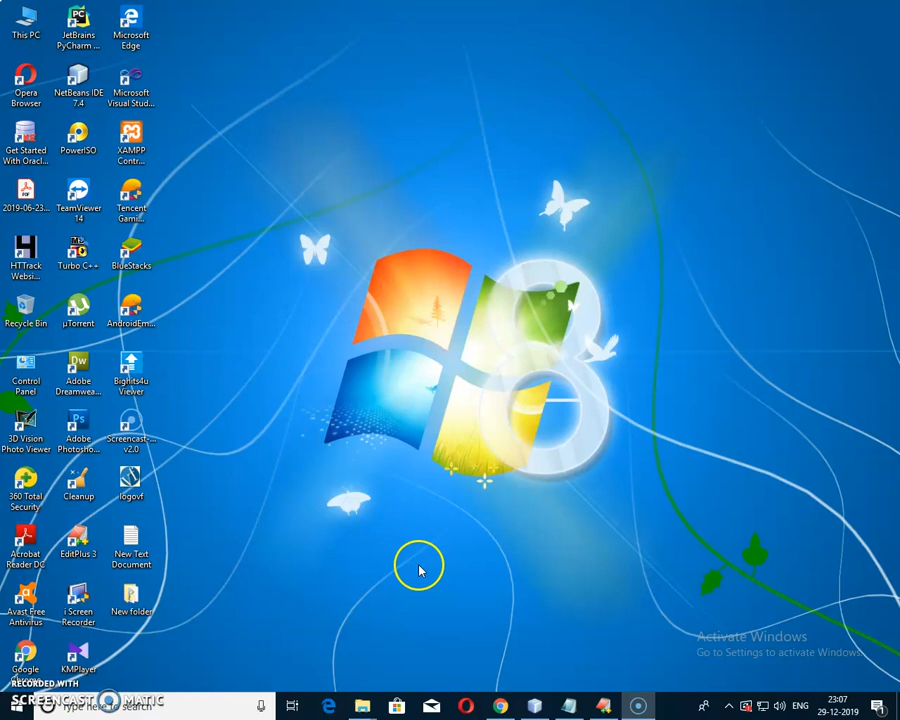 This PC
JetBrains
PyCharm ...
Microsoft
Edge
Opera
Browser
NetBeans IDE
7.4
Microsoft
Visual Stud...
Get Started
With Oracl...
PowerISO
XAMPP
Contr...
2019-06-23...
TeamViewer
14
Tencent
Gami...
HTTrack
Websi...
Turbo C++
BlueStacks
Recycle Bin
µTorrent
AndroidEm...
Control
Panel
Adobe
Dreamwea...
Bighits4u
Viewer
3D Vision
Photo Viewer
Adobe
Photosho...
Screencast-...
v2.0
360 Total
Security
Cleanup
logovf
Acrobat
Reader DC
EditPlus 3
New Text
Document
Avast Free
Antivirus
i Screen
Recorder
New folder
Google
KMPlayer
8
Activate Windows
Go to Settings to activate Windows.
RECORDED WITH
SCREENCAST MATIC
Type here to search
ENG
23:07
29-12-2019
1